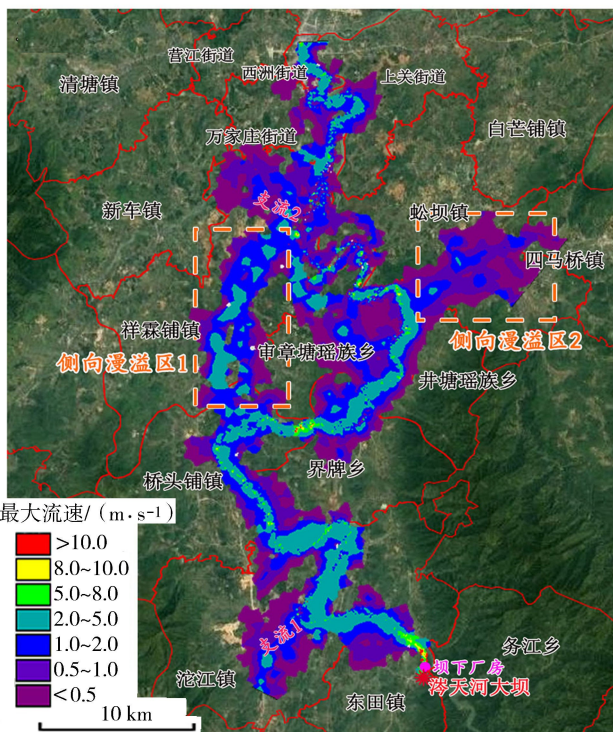 营江街道
西洲街道
上关街道
清塘镇
万家庄街道
白芒铺镇
支流2
新车镇
蚣坝镇
四马桥镇
祥霖铺镇
侧向漫溢区1
审章塘瑶族乡
侧向漫溢区2
井塘瑶族乡
桥头铺镇
界牌乡
最大流速/(m·s⁻¹)
>10.0
8.0~10.0
5.0~8.0
2.0~5.0
1.0~2.0
0.5~1.0
<0.5
10 km
支流1
沱江镇
东田镇
务江乡
坝下厂房
涔天河大坝